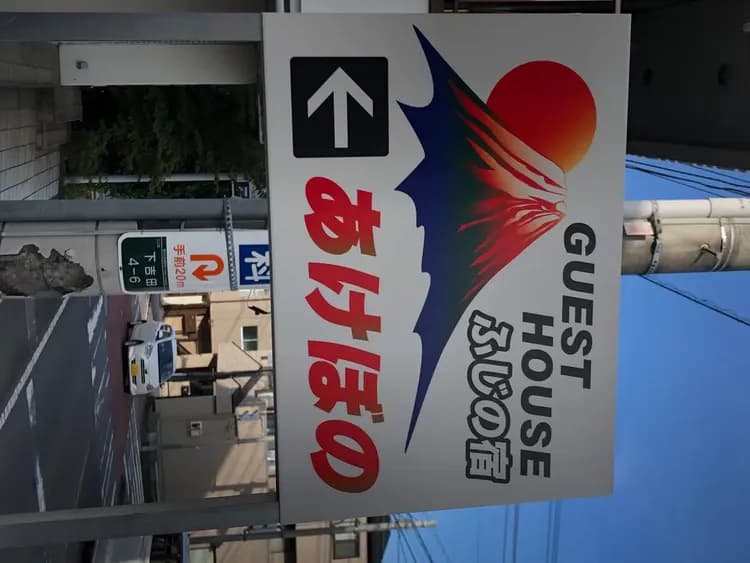 GUEST
HOUSE
ふじの宿
あけぼの
科
手前20m
下吉田
4-6